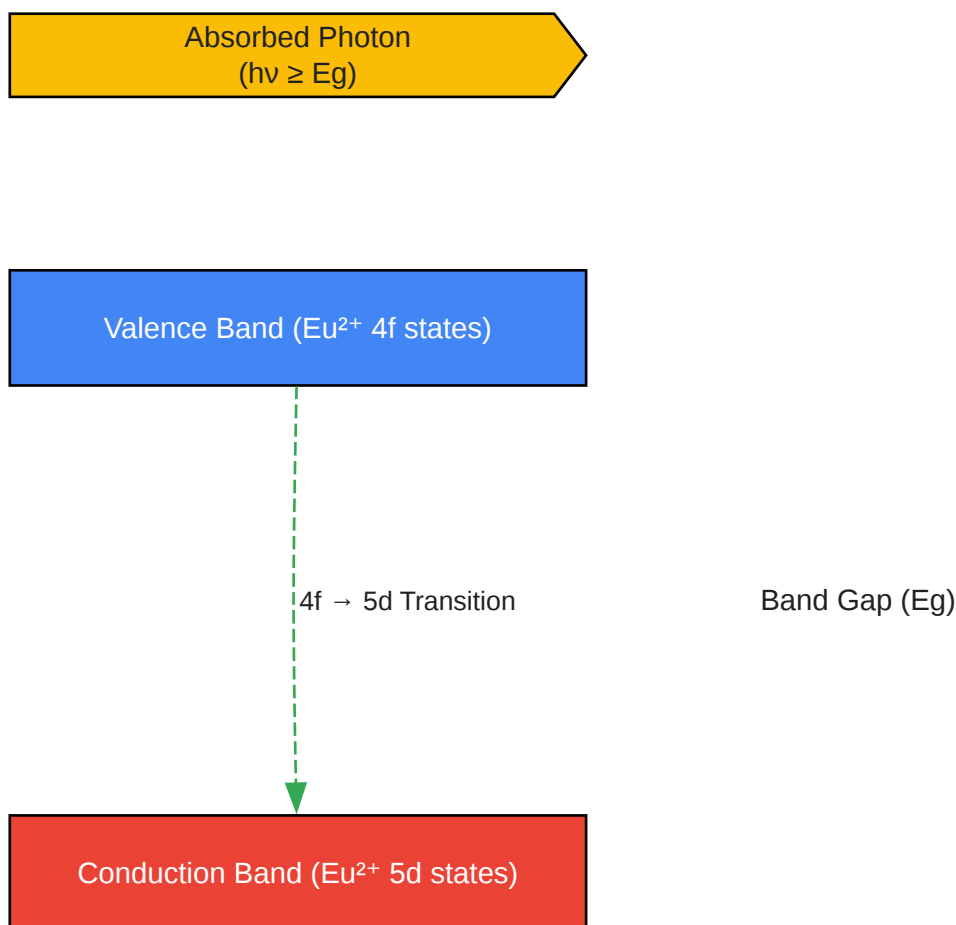 Absorbed Photon
(hν ≥ Eg)
Valence Band (Eu²⁺ 4f states)
4f → 5d Transition
Band Gap (Eg)
Conduction Band (Eu²⁺ 5d states)